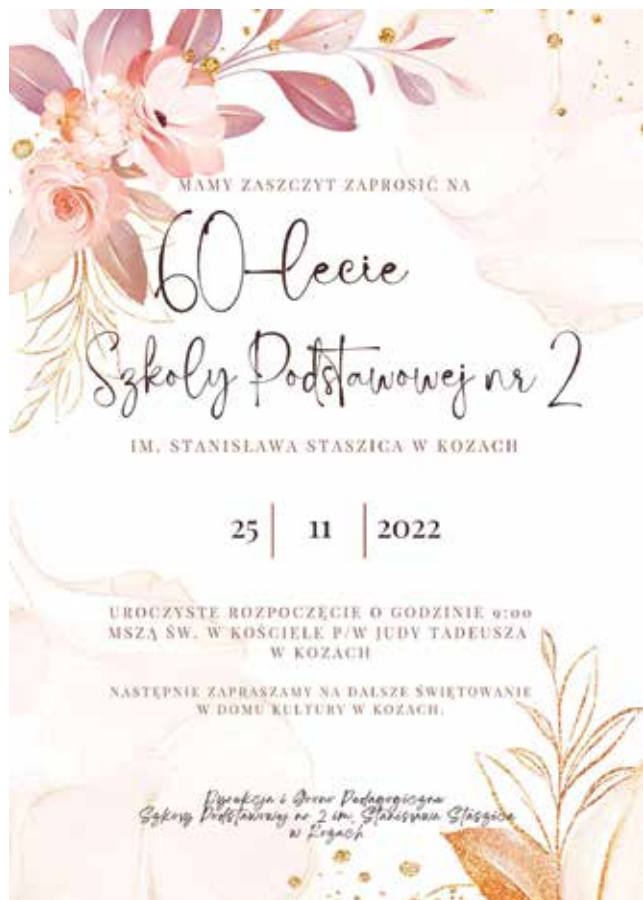 MAMY ZASZCZYT ZAPROSIĆ NA
60-lecie
Szkoły Podstawowej nr 2
IM. STANISŁAWA STASZICA W KOZACH
25 | 11 | 2022
UROCZYSTE ROZPOCZĘCIE O GODZINIE 9:00
MSZĄ ŚW. W KOŚCIELE P/W JUDY TADEUSZA
W KOZACH
NASTĘPNIE ZAPRASZAMY NA DALSZE ŚWIĘTOWANIE
W DOMU KULTURY W KOZACH.
Dyrekcja i Grono Pedagogiczne
Szkoły Podstawowej nr 2 im. Stanisława Staszica
w Kozach